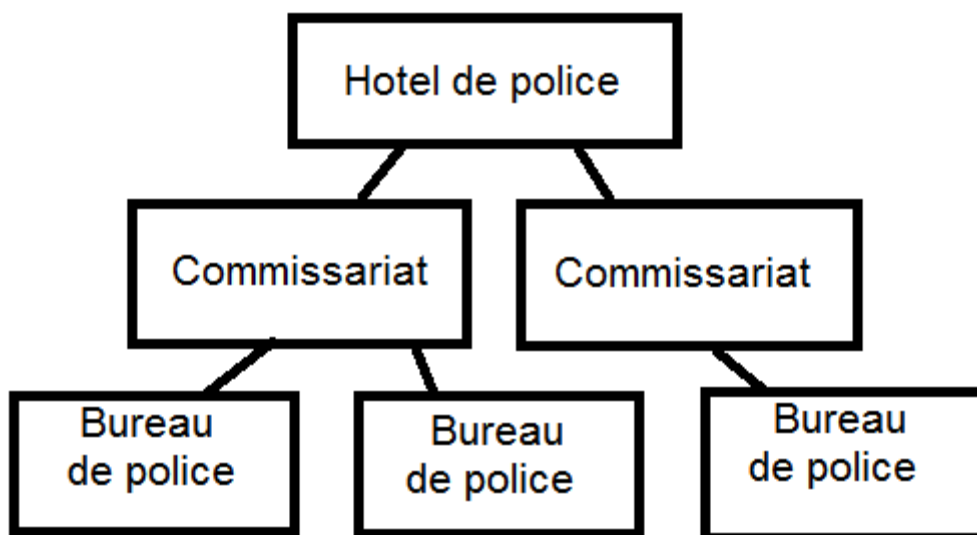 Hotel de police
Commissariat
Commissariat
Bureau
de police
Bureau
de police
Bureau
de police